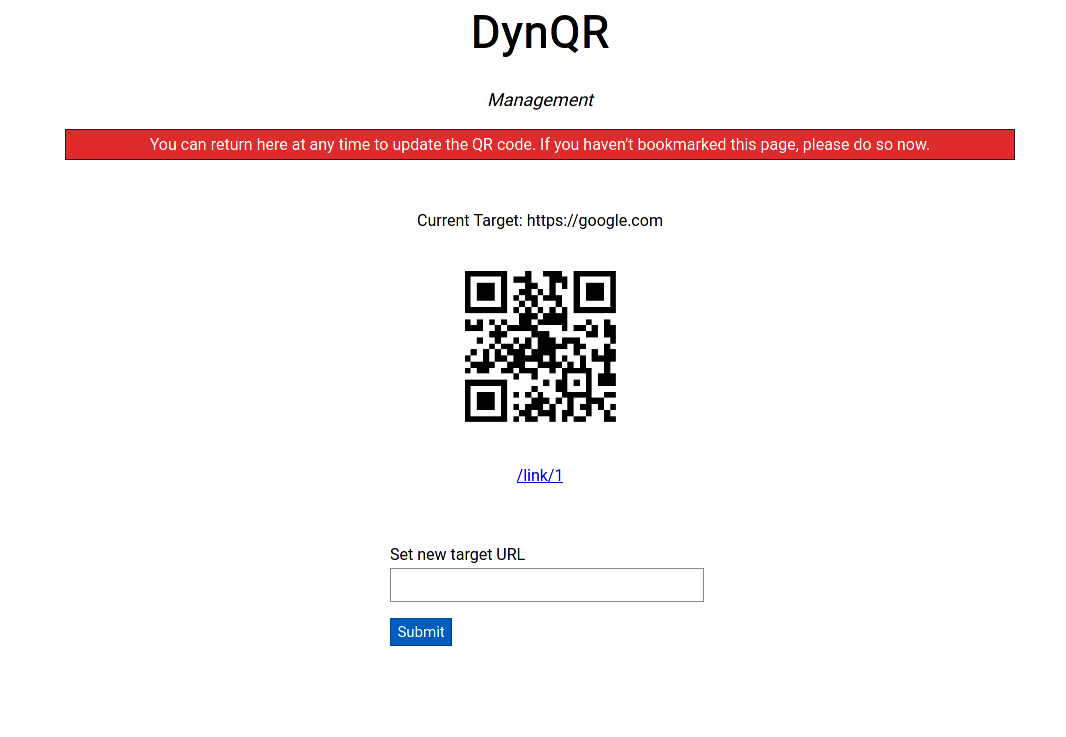 DynQR
Management
You can return here at any time to update the QR code. If you haven’t bookmarked this page, please do so now.
Current Target: https://google.com
/link/1
Set new target URL
Submit